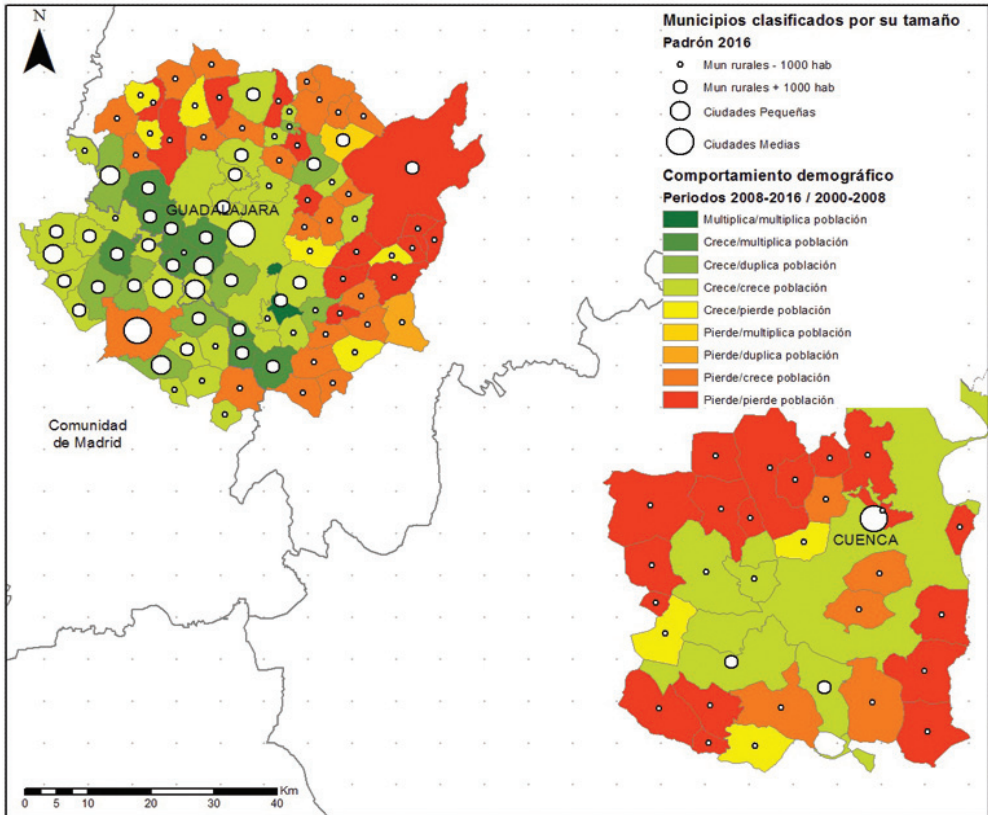 N
Municipios clasificados por su tamaño
Padrón 2016
Mun rurales - 1000 hab
Mun rurales + 1000 hab
Ciudades Pequeñas
Ciudades Medias
Comportamiento demográfico
Periodos 2008-2016 / 2000-2008
Multiplica/multiplica población
Crece/multiplica población
Crece/duplica población
Crece/crece población
Crece/pierde población
Pierde/multiplica población
Pierde/duplica población
Pierde/crece población
Pierde/pierde población
GUADALAJARA
Comunidad
de Madrid
CUENCA
0 5 10 20 30 40 Km